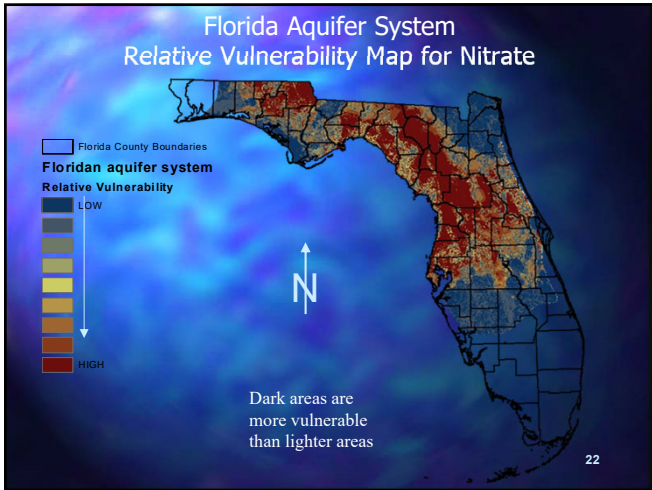 Florida Aquifer System
Relative Vulnerability Map for Nitrate
Florida County Boundaries
Floridan aquifer system
Relative Vulnerability
LOW
HIGH
N
Dark areas are
more vulnerable
than lighter areas
22